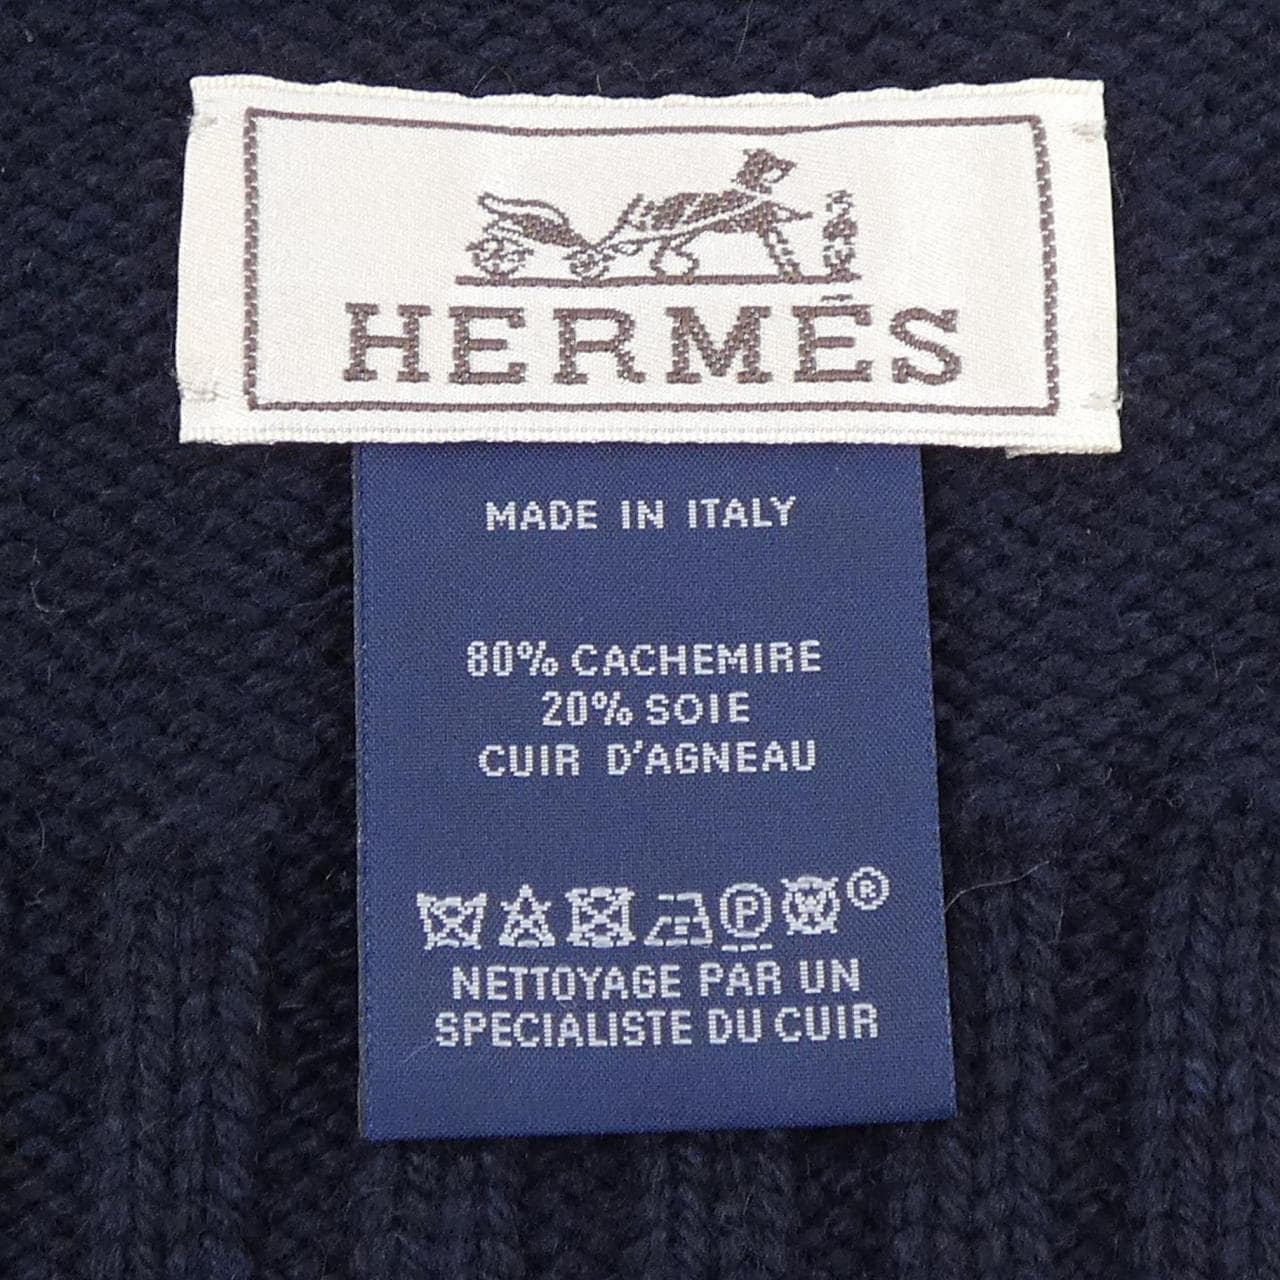 HERMÈS
MADE IN ITALY
80% CACHEMIRE
20% SOIE
CUIR D'AGNEAU
P W ®
NETTOYAGE PAR UN
SPECIALISTE DU CUIR